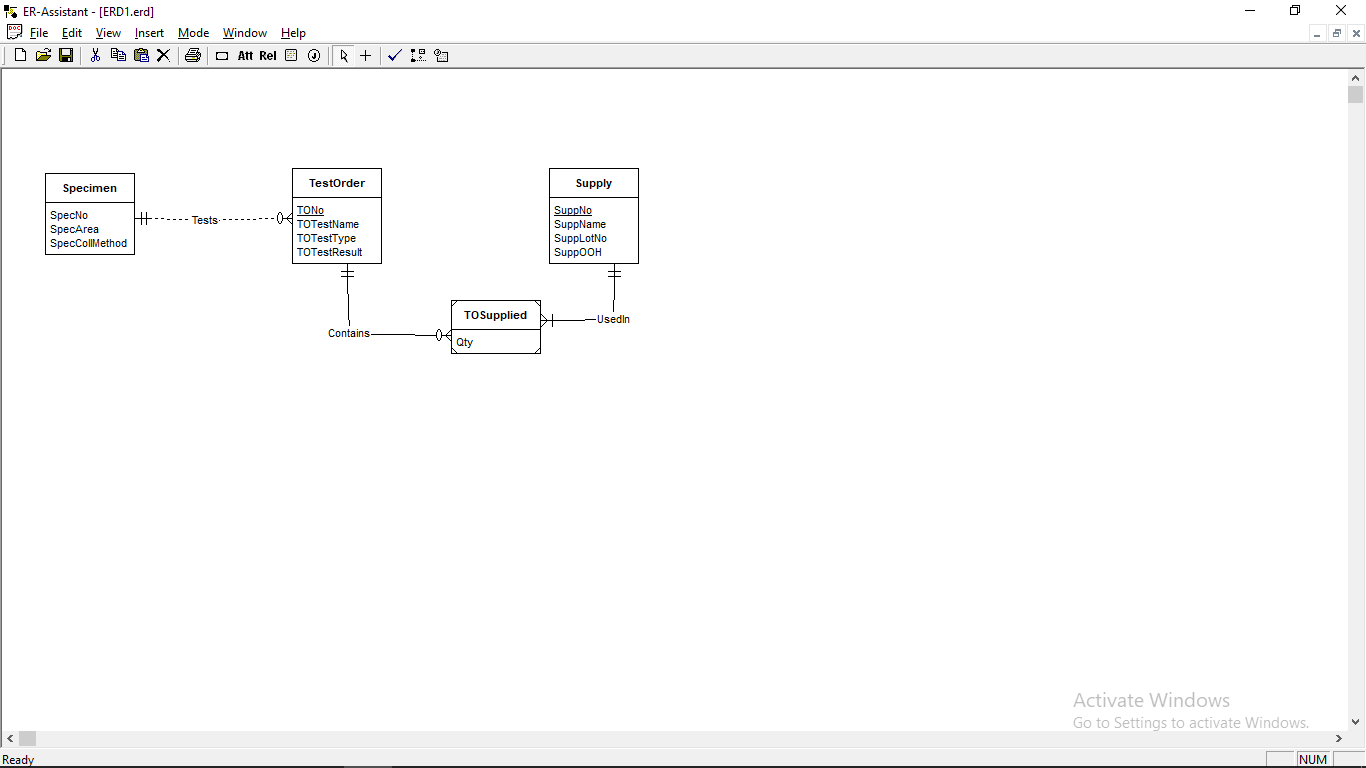 ER-Assistant - [ERD1.erd]
File Edit View Insert Mode Window Help
Att Rel
Specimen
SpecNo
SpecArea
SpecCollMethod
Tests
TestOrder
TONo
TOTestName
TOTestType
TOTestResult
Supply
SuppNo
SuppName
SuppLotNo
SuppOOH
Contains
TOSupplied
Qty
UsedIn
Activate Windows
Go to Settings to activate Windows.
Ready
NUM